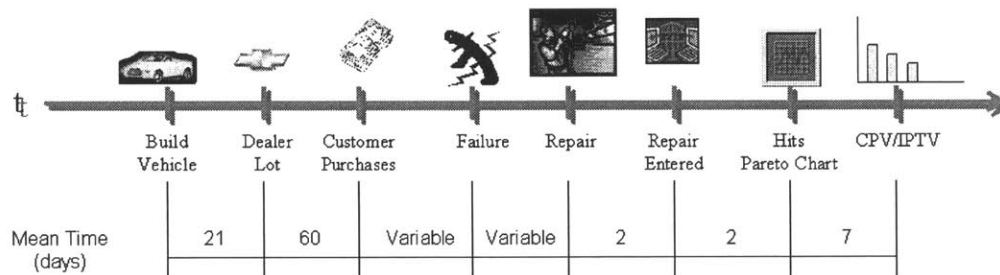 Build
Vehicle
Dealer
Lot
Customer
Purchases
Failure
Repair
Repair
Entered
Hits
Pareto Chart
CPV/IPTV
Mean Time
(days)
21
60
Variable
Variable
2
2
7